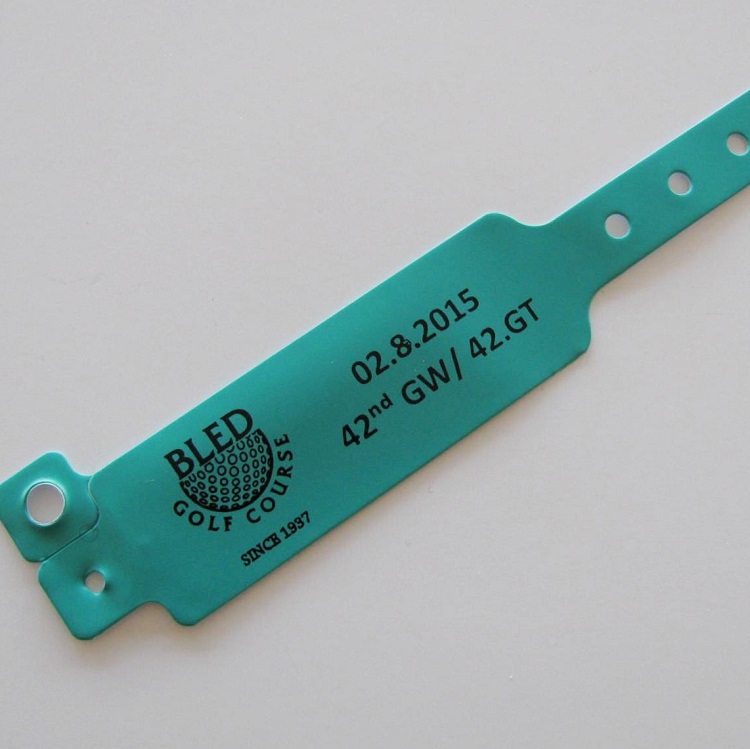 02.8.2015
42nd GW/ 42.GT
BLED
GOLF COURSE
SINCE 1937